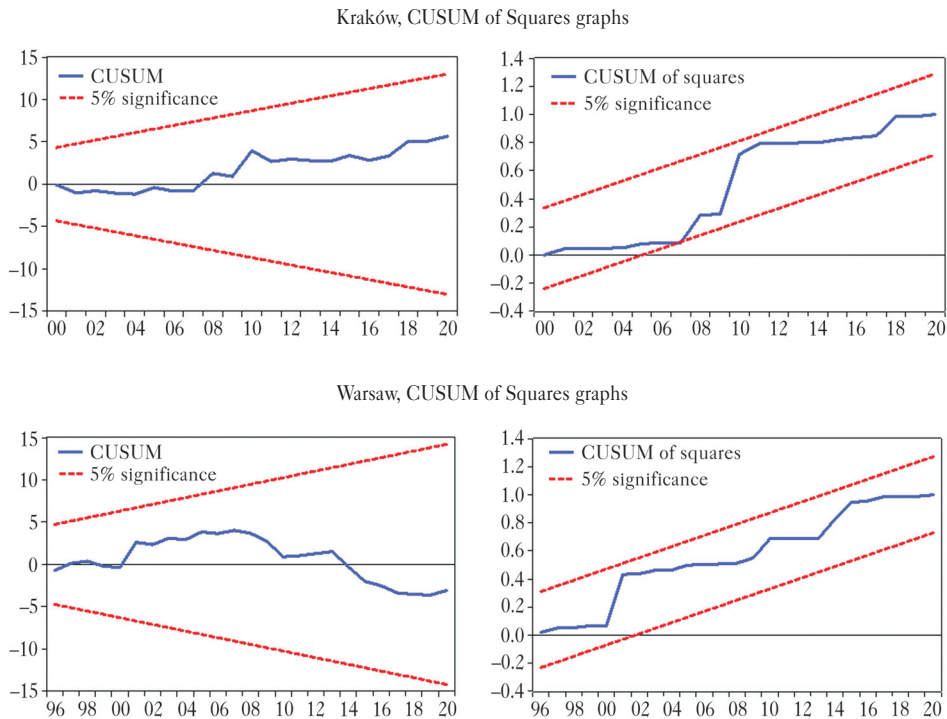 Kraków, CUSUM of Squares graphs
15
10
5
0
–5
–10
–15
CUSUM
5% significance
00 02 04 06 08 10 12 14 16 18 20
1.4
1.2
1.0
0.8
0.6
0.4
0.2
0.0
–0.2
–0.4
CUSUM of squares
5% significance
00 02 04 06 08 10 12 14 16 18 20
Warsaw, CUSUM of Squares graphs
15
10
5
0
–5
–10
–15
CUSUM
5% significance
96 98 00 02 04 06 08 10 12 14 16 18 20
1.4
1.2
1.0
0.8
0.6
0.4
0.2
0.0
–0.2
–0.4
CUSUM of squares
5% significance
96 98 00 02 04 06 08 10 12 14 16 18 20